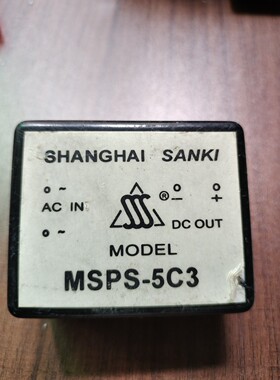 SHANGHAI SANKI
o ~ ® o o
AC IN − +
o ~ DC OUT
MODEL
MSPS-5C3